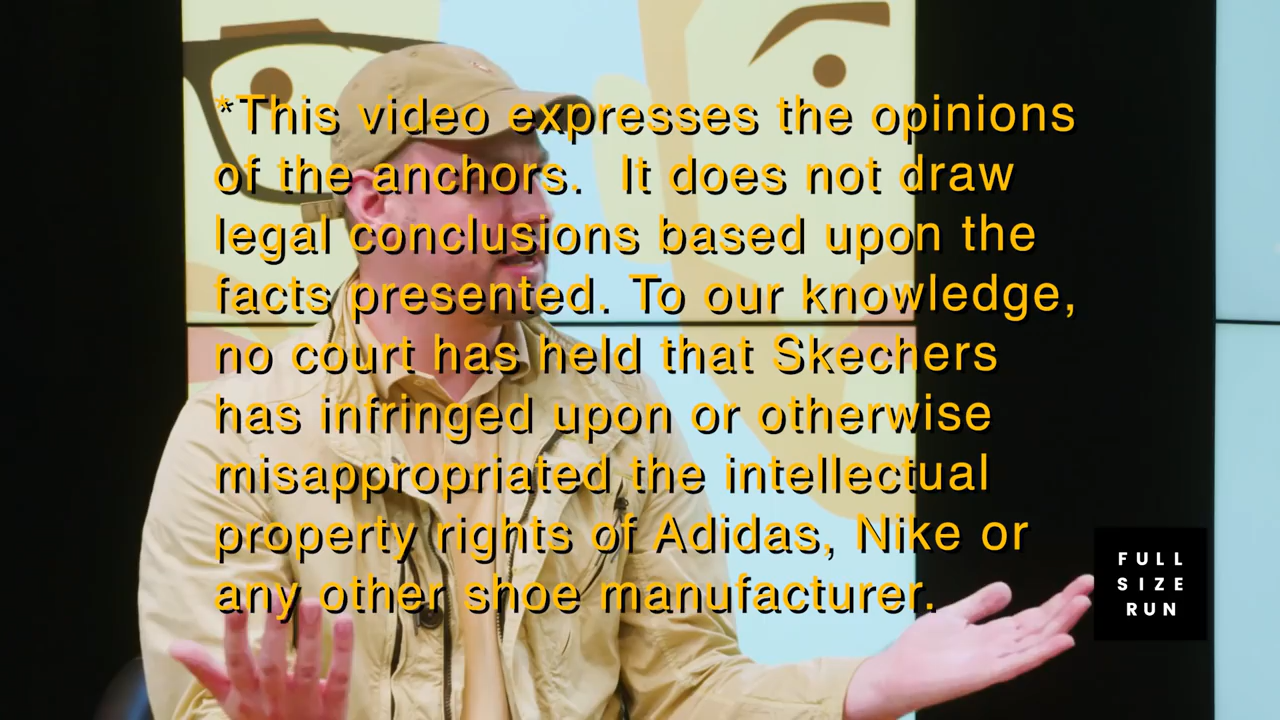 *This video expresses the opinions
of the anchors.  It does not draw
legal conclusions based upon the
facts presented. To our knowledge,
no court has held that Skechers
has infringed upon or otherwise
misappropriated the intellectual
property rights of Adidas, Nike or
any other shoe manufacturer.
FULL
SIZE
RUN